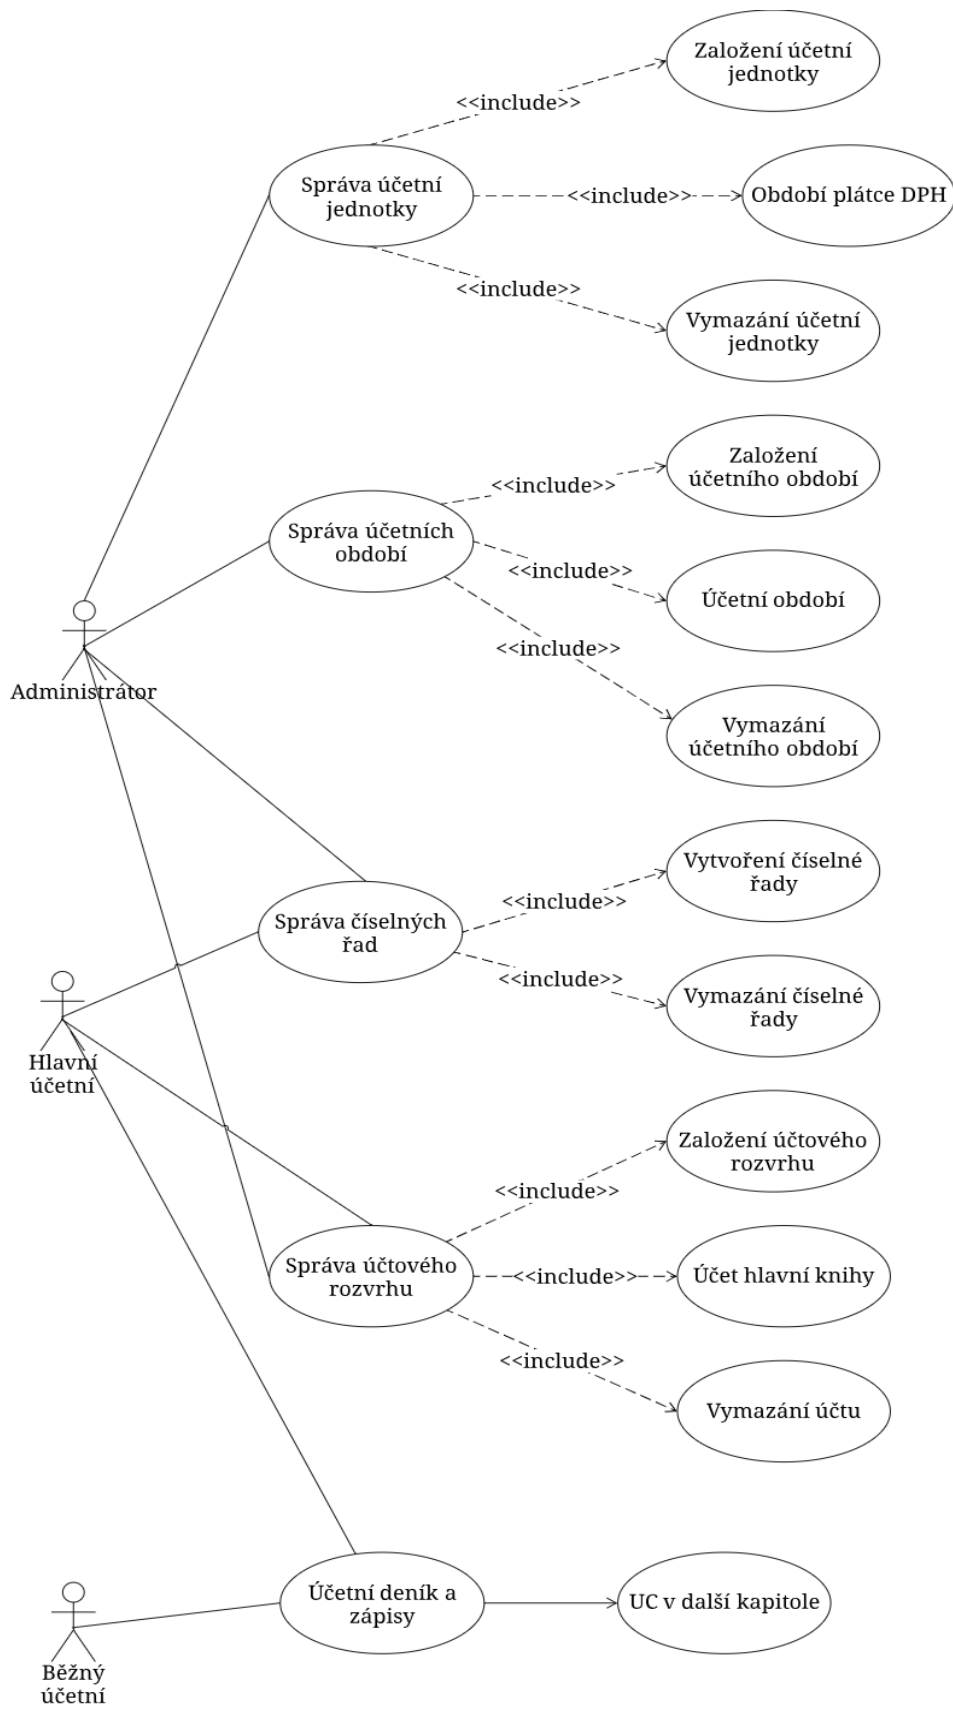 Založení účetní
jednotky
<<include>>
Správa účetní
jednotky
<<include>>
Období plátce DPH
<<include>>
Vymazání účetní
jednotky
Založení
účetního období
<<include>>
Správa účetních
období
<<include>>
Účetní období
<<include>>
Administrátor
Vymazání
účetního období
Vytvoření číselné
řady
<<include>>
Správa číselných
řad
<<include>>
Vymazání číselné
řady
Hlavní
účetní
Založení účtového
rozvrhu
<<include>>
Správa účtového
rozvrhu
<<include>>
Účet hlavní knihy
<<include>>
Vymazání účtu
Účetní deník a
zápisy
UC v další kapitole
Běžný
účetní